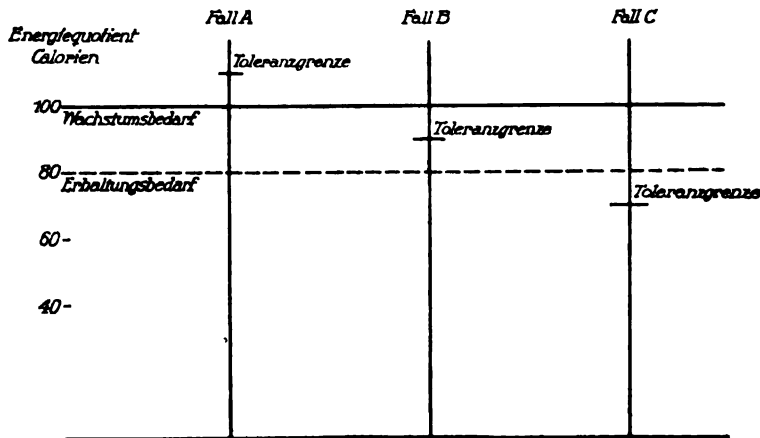 Fall A
Fall B
Fall C
Energiequotient
Calorien
Toleranzgrenze
100
Wachstumsbedarf
Toleranzgrenze
80
Erhaltungsbedarf
Toleranzgrenze
60
40